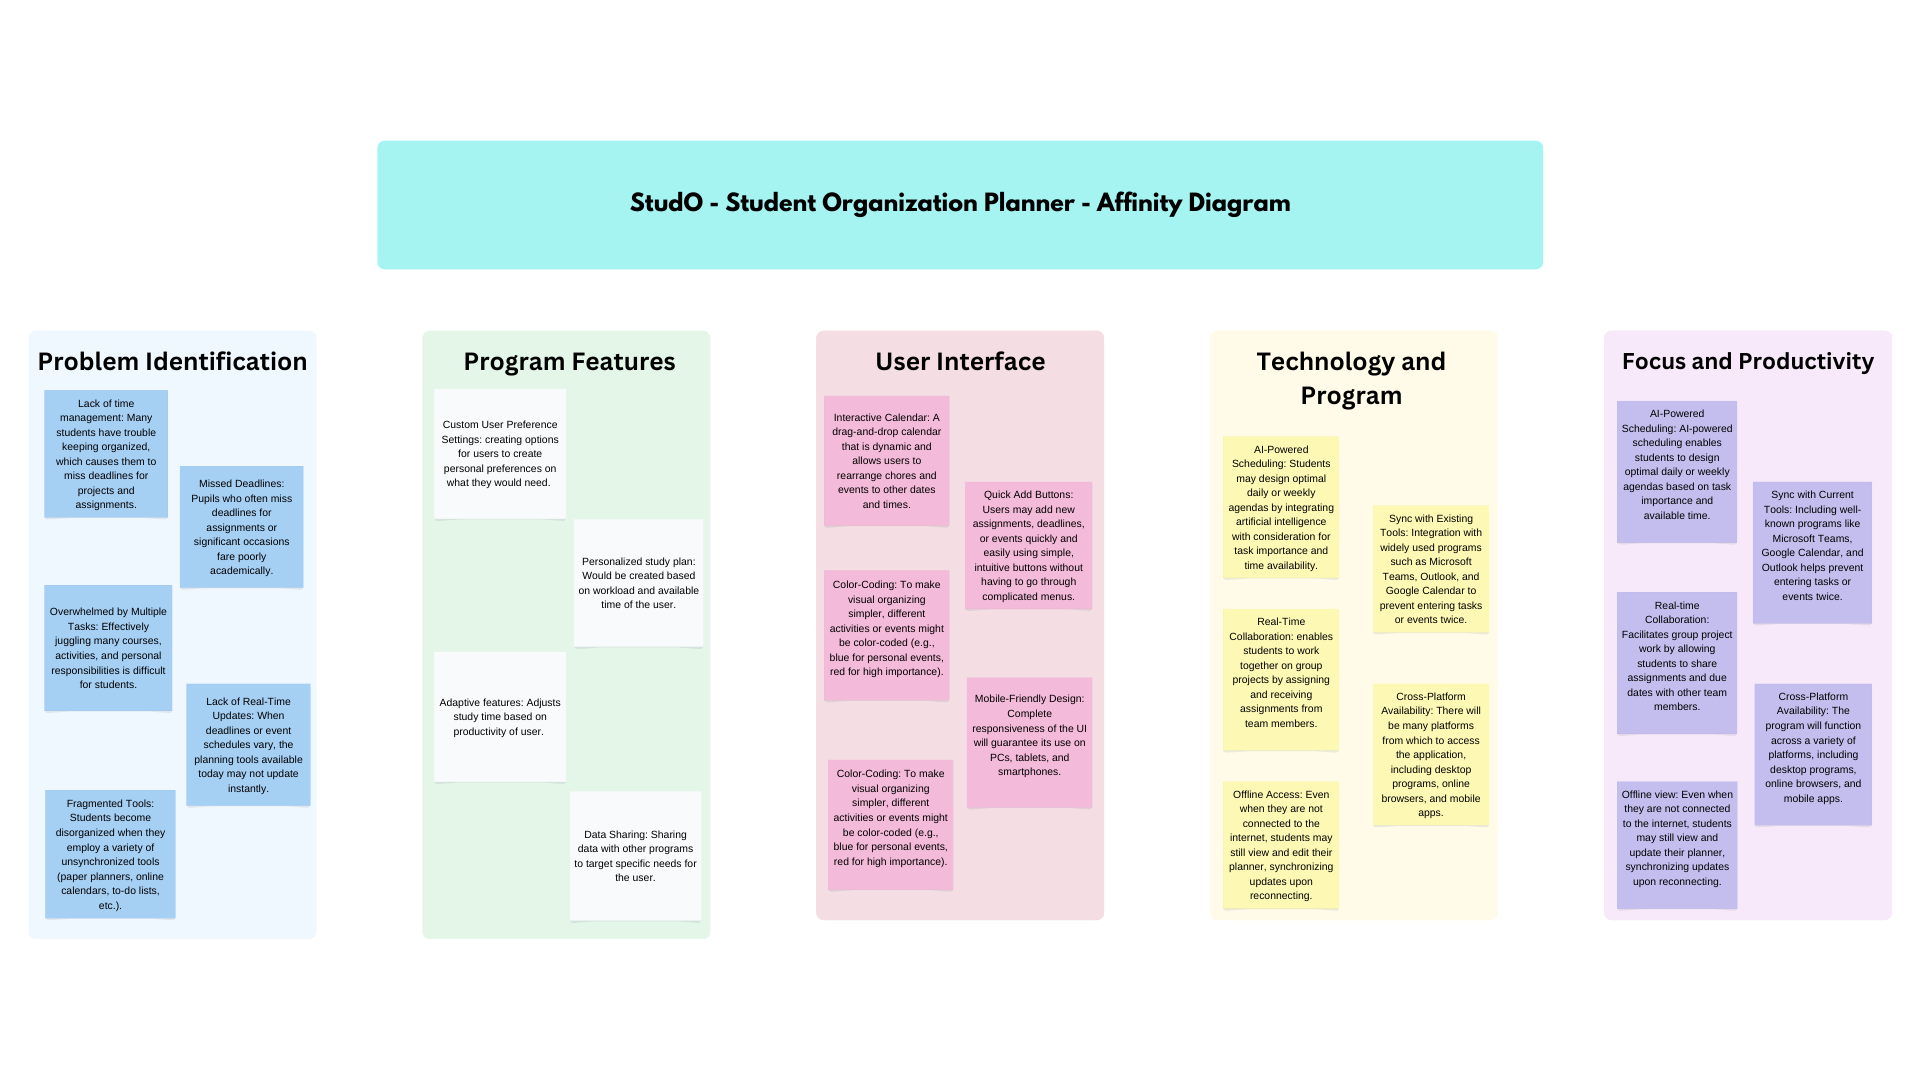 StudO - Student Organization Planner - Affinity Diagram
Problem Identification
Lack of time
management: Many
students have trouble
keeping organized,
which causes them to
miss deadlines for
projects and
assignments.
Missed Deadlines:
Pupils who often miss
deadlines for
assignments or
significant occasions
fare poorly
academically.
Overwhelmed by Multiple
Tasks: Effectively
juggling many courses,
activities, and personal
responsibilities is difficult
for students.
Lack of Real-Time
Updates: When
deadlines or event
schedules vary, the
planning tools available
today may not update
instantly.
Fragmented Tools:
Students become
disorganized when they
employ a variety of
unsynchronized tools
(paper planners, online
calendars, to-do lists,
etc.).
Program Features
Custom User Preference
Settings: creating options
for users to create
personal preferences on
what they would need.
Personalized study plan:
Would be created based
on workload and available
time of the user.
Adaptive features: Adjusts
study time based on
productivity of user.
Data Sharing: Sharing
data with other programs
to target specific needs for
the user.
User Interface
Interactive Calendar: A
drag-and-drop calendar
that is dynamic and
allows users to
rearrange chores and
events to other dates
and times.
Quick Add Buttons:
Users may add new
assignments, deadlines,
or events quickly and
easily using simple,
intuitive buttons without
having to go through
complicated menus.
Color-Coding: To make
visual organizing
simpler, different
activities or events might
be color-coded (e.g.,
blue for personal events,
red for high importance).
Mobile-Friendly Design:
Complete
responsiveness of the UI
will guarantee its use on
PCs, tablets, and
smartphones.
Color-Coding: To make
visual organizing
simpler, different
activities or events might
be color-coded (e.g.,
blue for personal events,
red for high importance).
Technology and
Program
AI-Powered
Scheduling: Students
may design optimal
daily or weekly
agendas by integrating
artificial intelligence
with consideration for
task importance and
time availability.
Sync with Existing
Tools: Integration with
widely used programs
such as Microsoft
Teams, Outlook, and
Google Calendar to
prevent entering tasks
or events twice.
Real-Time
Collaboration: enables
students to work
together on group
projects by assigning
and receiving
assignments from
team members.
Cross-Platform
Availability: There will
be many platforms
from which to access
the application,
including desktop
programs, online
browsers, and mobile
apps.
Offline Access: Even
when they are not
connected to the
internet, students may
still view and edit their
planner, synchronizing
updates upon
reconnecting.
Focus and Productivity
AI-Powered
Scheduling: AI-powered
scheduling enables
students to design
optimal daily or weekly
agendas based on task
importance and
available time.
Sync with Current
Tools: Including well-
known programs like
Microsoft Teams,
Google Calendar, and
Outlook helps prevent
entering tasks or
events twice.
Real-time
Collaboration:
Facilitates group project
work by allowing
students to share
assignments and due
dates with other team
members.
Cross-Platform
Availability: The
program will function
across a variety of
platforms, including
desktop programs,
online browsers, and
mobile apps.
Offline view: Even when
they are not connected
to the internet, students
may still view and
update their planner,
synchronizing updates
upon reconnecting.